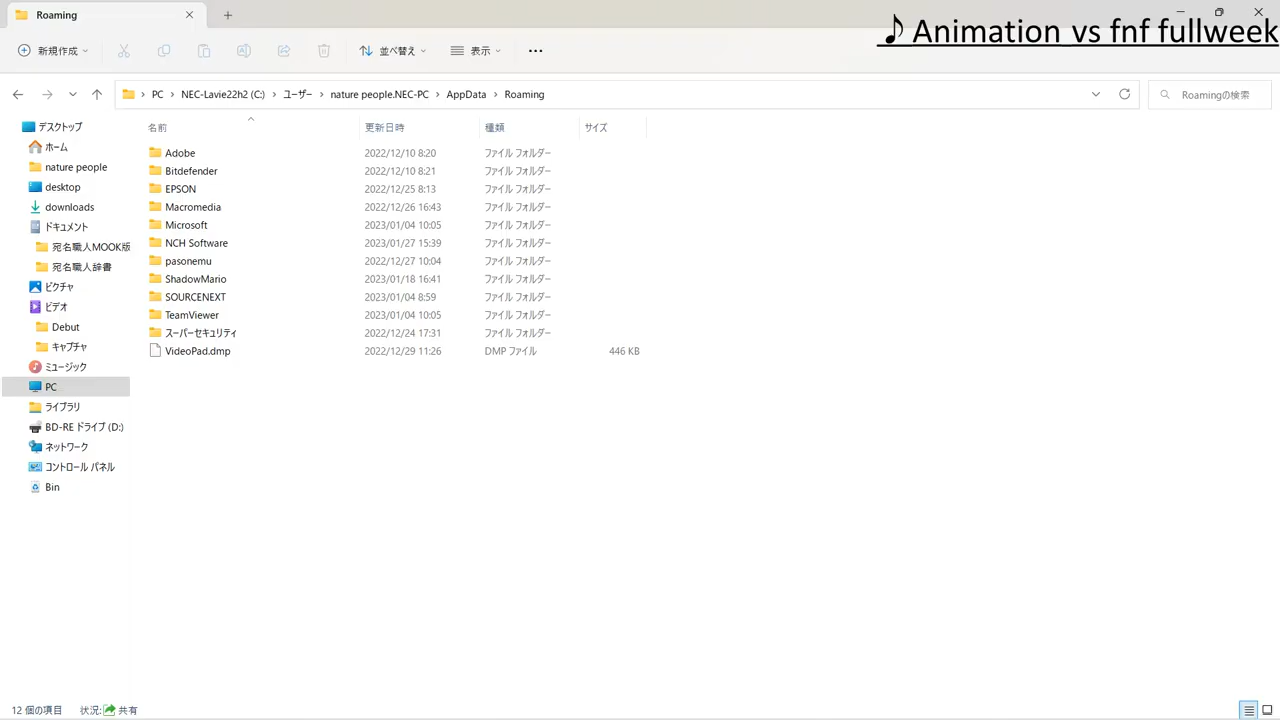 Roaming
♪ Animation vs fnf fullweek
新規作成
並べ替え
表示
PC
NEC-Lavie22h2 (C:)
ユーザー
nature people.NEC-PC
AppData
Roaming
Roamingの検索
デスクトップ
ホーム
nature people
desktop
downloads
ドキュメント
宛名職人MOOK版
宛名職人辞書
ピクチャ
ビデオ
Debut
キャプチャ
ミュージック
PC
ライブラリ
BD-RE ドライブ (D:)
ネットワーク
コントロール パネル
Bin
名前 更新日時 種類 サイズ
Adobe 2022/12/10 8:20 ファイル フォルダー
Bitdefender 2022/12/10 8:21 ファイル フォルダー
EPSON 2022/12/25 8:13 ファイル フォルダー
Macromedia 2022/12/26 16:43 ファイル フォルダー
Microsoft 2023/01/04 10:05 ファイル フォルダー
NCH Software 2023/01/27 15:39 ファイル フォルダー
pasonemu 2022/12/27 10:04 ファイル フォルダー
ShadowMario 2023/01/18 16:41 ファイル フォルダー
SOURCENEXT 2023/01/04 8:59 ファイル フォルダー
TeamViewer 2023/01/04 10:05 ファイル フォルダー
スーパーセキュリティ 2022/12/24 17:31 ファイル フォルダー
VideoPad.dmp 2022/12/29 11:26 DMP ファイル 446 KB
12 個の項目 状況: 共有